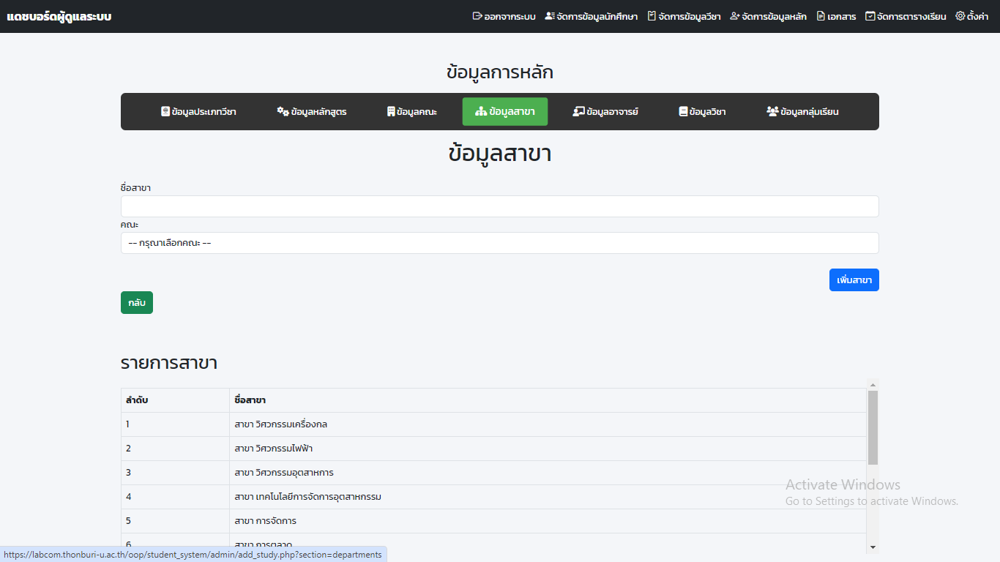 แดชบอร์ดผู้ดูแลระบบ
ออกจากระบบ จัดการข้อมูลนักศึกษา จัดการข้อมูลวีชา จัดการข้อมูลหลัก เอกสาร จัดการตารางเรียน ตั้งค่า
ข้อมูลการหลัก
ข้อมูลประเภทวีชา ข้อมูลหลักสูตร ข้อมูลคณะ ข้อมูลสาขา ข้อมูลอาจารย์ ข้อมูลวิชา ข้อมูลกลุ่มเรียน
ข้อมูลสาขา
ชื่อสาขา
คณะ
-- กรุณาเลือกคณะ --
เพิ่มสาขา
กลับ
รายการสาขา
ลำดับ ชื่อสาขา
1 สาขา วิศวกรรมเครื่องกล
2 สาขา วิศวกรรมไฟฟ้า
3 สาขา วิศวกรรมอุตสาหการ
4 สาขา เทคโนโลยีการจัดการอุตสาหกรรม
5 สาขา การจัดการ
6 สาขา การตลาด
Activate Windows
Go to Settings to activate Windows.
https://labcom.thonburi-u.ac.th/oop/student_system/admin/add_study.php?section=departments